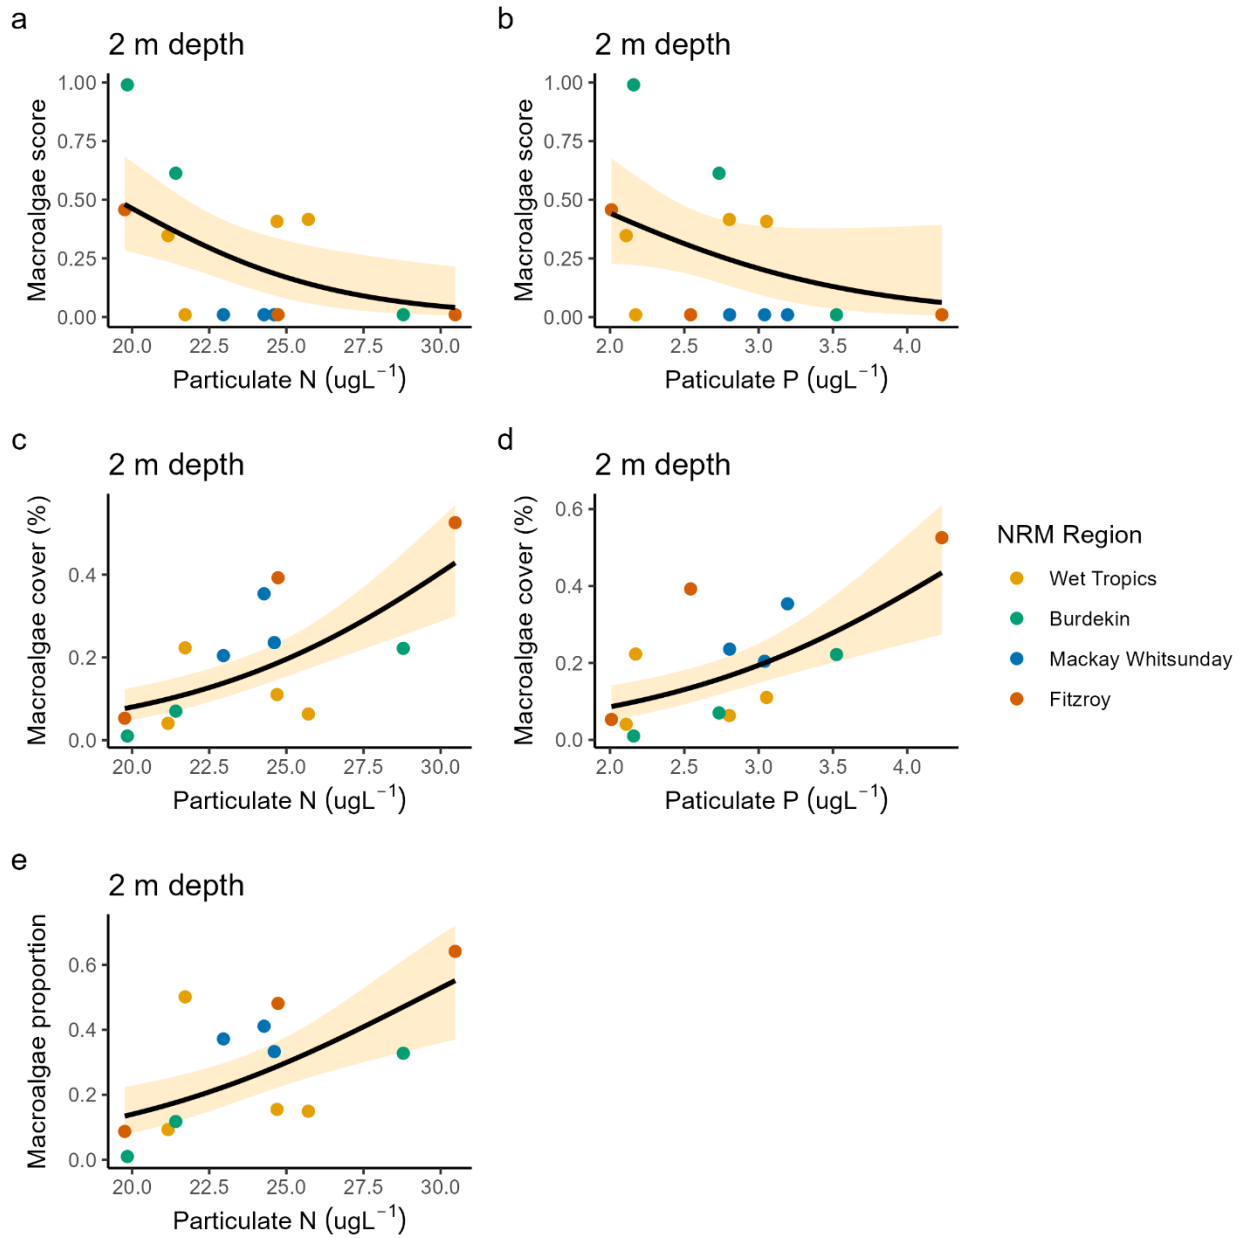 a
2 m depth
Macroalgae score
1.00
0.75
0.50
0.25
0.00
20.0 22.5 25.0 27.5 30.0
Particulate N (ugL⁻¹)
b
2 m depth
Macroalgae score
1.00
0.75
0.50
0.25
0.00
2.0 2.5 3.0 3.5 4.0
Paticulate P (ugL⁻¹)
c
2 m depth
Macroalgae cover (%)
0.4
0.2
0.0
20.0 22.5 25.0 27.5 30.0
Particulate N (ugL⁻¹)
d
2 m depth
Macroalgae cover (%)
0.6
0.4
0.2
0.0
2.0 2.5 3.0 3.5 4.0
Paticulate P (ugL⁻¹)
NRM Region
Wet Tropics
Burdekin
Mackay Whitsunday
Fitzroy
e
2 m depth
Macroalgae proportion
0.6
0.4
0.2
0.0
20.0 22.5 25.0 27.5 30.0
Particulate N (ugL⁻¹)